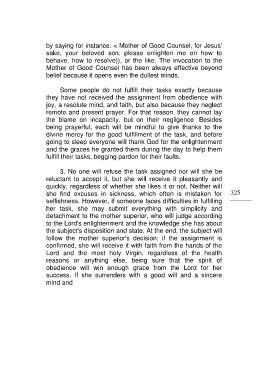 by saying for instance: < Mother of Good Counsel, for Jesus'
sake, your beloved son, please enlighten me on how to
behave, how to resolve)), or the like. The invocation to the
Mother of Good Counsel has been always effective beyond
belief because it opens even the dullest minds.
Some people do not fulfill their tasks exactly because
they have not received the assignment from obedience with
joy, a resolute mind, and faith, but also because they neglect
remote and present prayer. For that reason, they cannot lay
the blame on incapacity, but on their negligence. Besides
being prayerful, each will be mindful to give thanks to the
divine mercy for the good fulfillment of the task, and before
going to sleep everyone will thank God for the enlightenment
and the graces he granted them during the day to help them
fulfill their tasks, begging pardon for their faults.
3. No one will refuse the task assigned nor will she be
reluctant to accept it, but she will receive it pleasantly and
quickly, regardless of whether she likes it or not. Neither will
she find excuses in sickness, which often is mistaken for
selfishness. However, if someone faces difficulties in fulfilling
her task, she may submit everything with simplicity and
detachment to the mother superior, who will judge according
to the Lord's enlightenment and the knowledge she has about
the subject's disposition and state. At the end, the subject will
follow the mother superior's decision; if the assignment is
confirmed, she will receive it with faith from the hands of the
Lord and the most holy Virgin, regardless of the health
reasons or anything else, being sure that the spirit of
obedience will win enough grace from the Lord for her
success. If she surrenders with a good will and a sincere
mind and
325